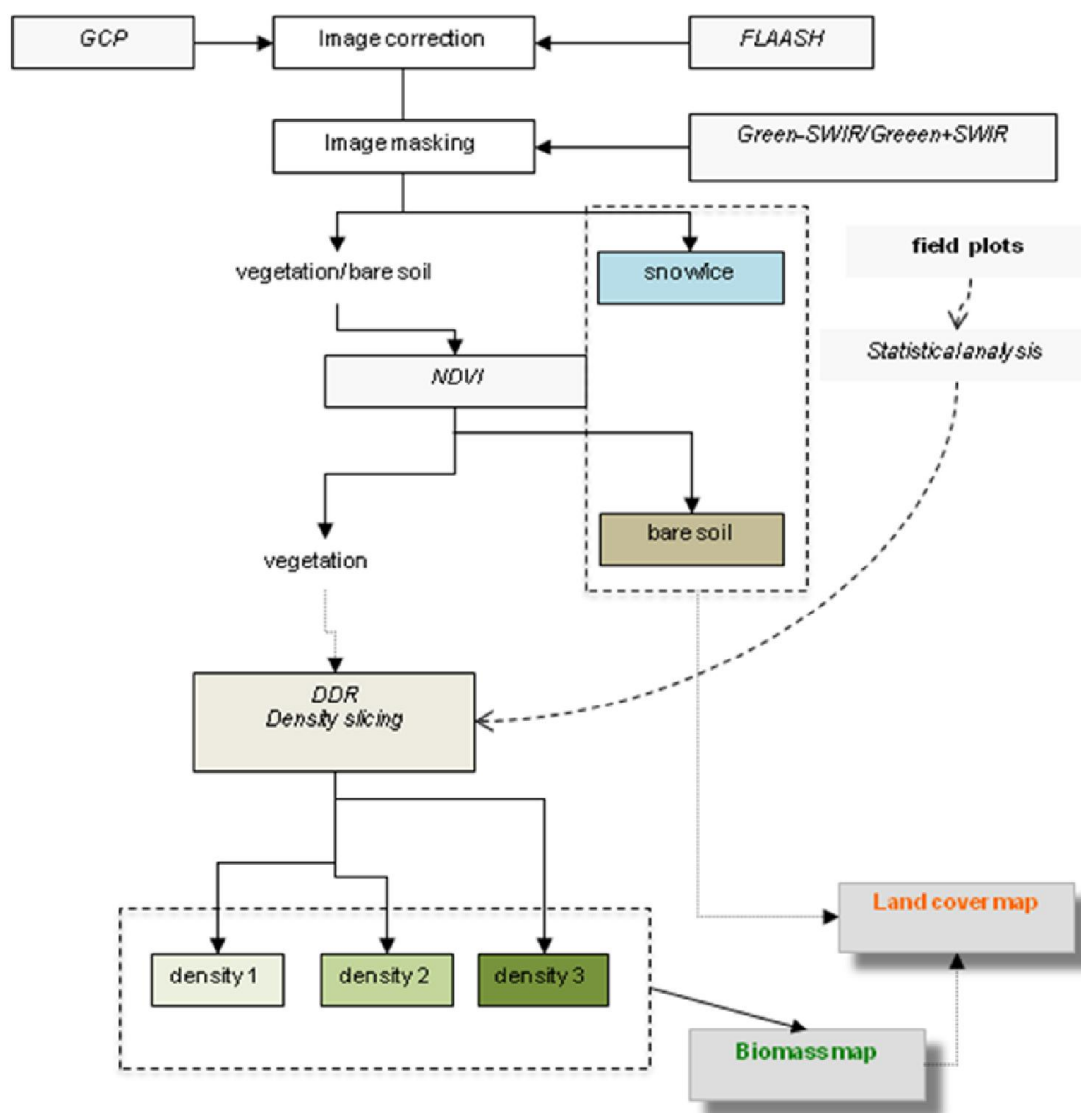 GCP
Image correction
FLAASH
Image masking
Green-SWIR/Greeen+SWIR
field plots
vegetation/bare soil
snow/ice
Statistical analysis
NDVI
bare soil
vegetation
DDR
Density slicing
Land cover map
density 1
density 2
density 3
Biomass map